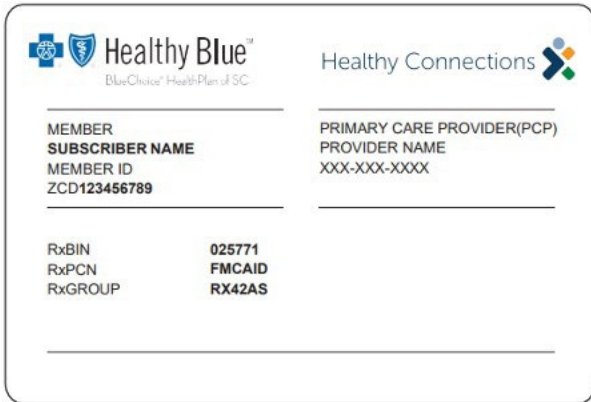 Healthy Blue℠
BlueChoice® HealthPlan of SC
Healthy Connections
MEMBER
SUBSCRIBER NAME
MEMBER ID
ZCD123456789
PRIMARY CARE PROVIDER(PCP)
PROVIDER NAME
XXX-XXX-XXXX
RxBIN 025771
RxPCN FMCAID
RxGROUP RX42AS